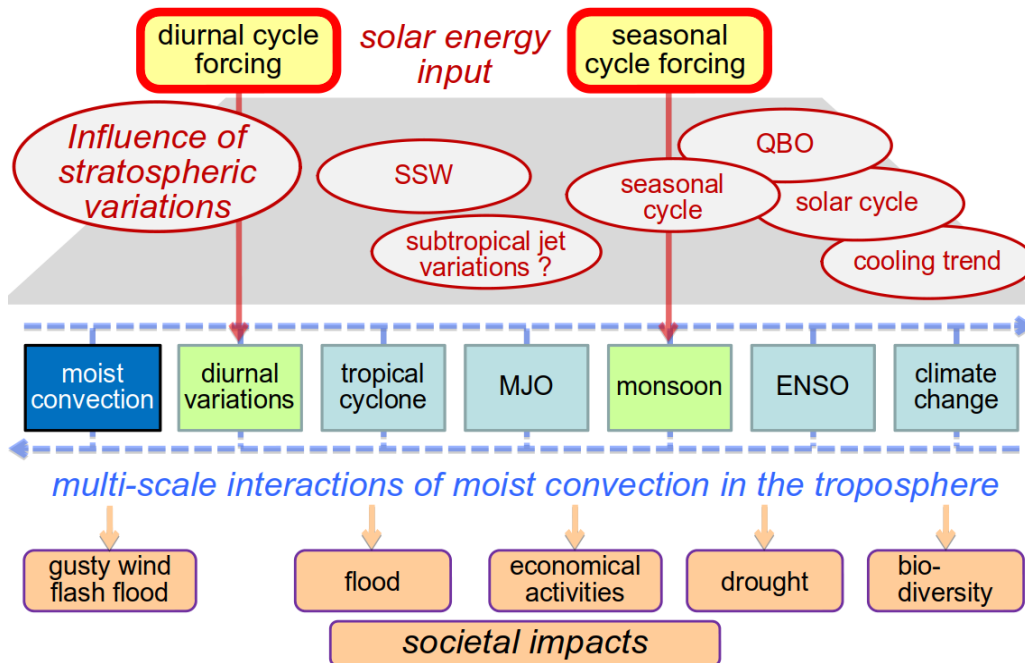 diurnal cycle
forcing
solar energy
input
seasonal
cycle forcing
Influence of
stratospheric
variations
SSW
subtropical jet
variations ?
QBO
seasonal
cycle
solar cycle
cooling trend
moist
convection
diurnal
variations
tropical
cyclone
MJO
monsoon
ENSO
climate
change
multi-scale interactions of moist convection in the troposphere
gusty wind
flash flood
flood
economical
activities
drought
bio-
diversity
societal impacts